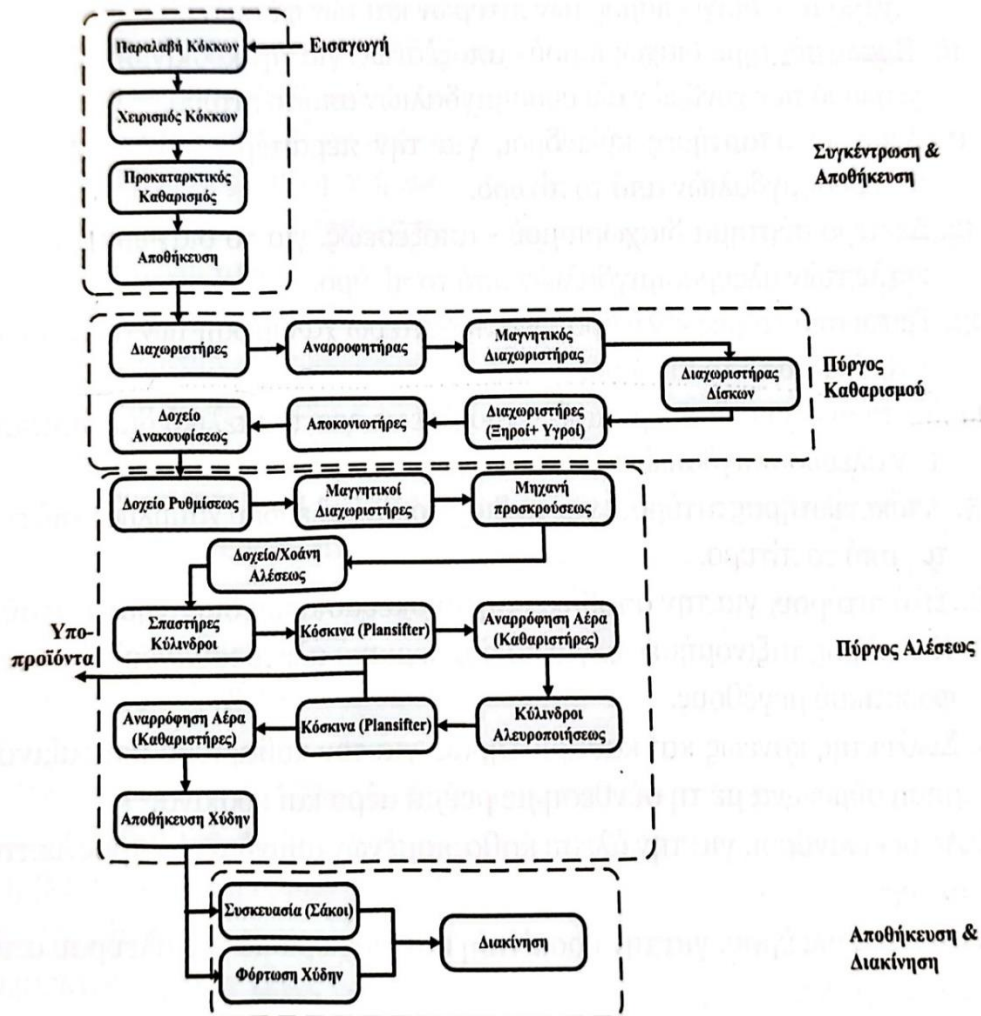 Παραλαβή Κόκκων
Εισαγωγή
Χειρισμός Κόκκων
Προκαταρκτικός
Καθαρισμός
Αποθήκευση
Συγκέντρωση &
Αποθήκευση
Διαχοριστήρες
Αναρροφητήρας
Μαγνητικός
Διαχωριστήρας
Διαχωριστήρας
Δίσκων
Πύργος
Καθαρισμού
Διαχωριστήρες
(Ξηροί+ Υγροί)
Αποκονιωτήρες
Δοχείο
Ανακουφίσεως
Δοχείο Ρυθμίσεως
Μαγνητικοί
Διαχωριστήρες
Μηχανή
προσκρούσεως
Δοχείο/Χοάνη
Αλέσεως
Σπαστήρες
Κύλινδροι
Κόσκινα (Plansifter)
Αναρρόφηση Αέρα
(Καθαριστήρες)
Υπο-
προϊόντα
Πύργος Αλέσεως
Κύλινδροι
Αλευροποιήσεως
Κόσκινα (Plansifter)
Αναρρόφηση Αέρα
(Καθαριστήρες)
Αποθήκευση Χύδην
Συσκευασία (Σάκοι)
Φόρτωση Χύδην
Διακίνηση
Αποθήκευση &
Διακίνηση